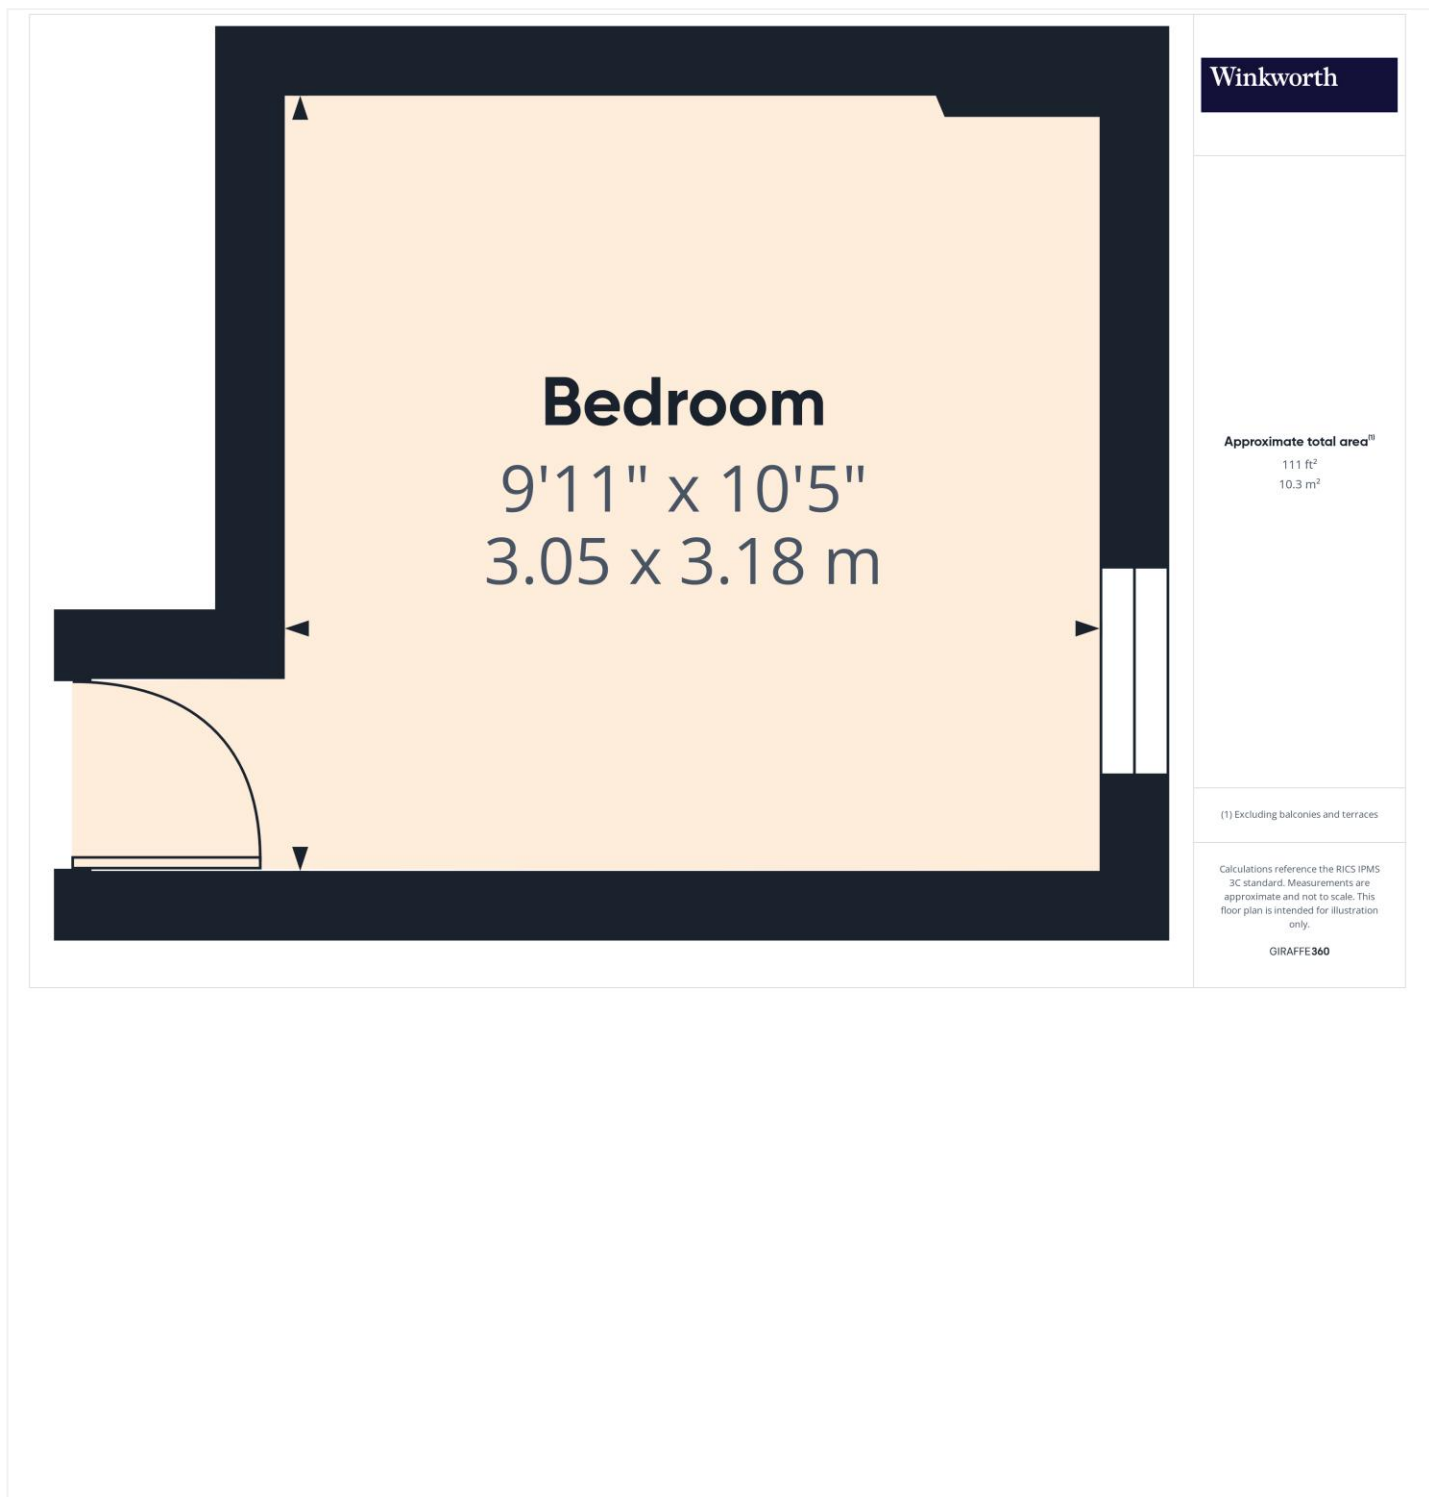 Winkworth
Bedroom
9'11" x 10'5"
3.05 x 3.18 m
Approximate total area⁽¹⁾
111 ft²
10.3 m²
(1) Excluding balconies and terraces
Calculations reference the RICS IPMS
3C standard. Measurements are
approximate and not to scale. This
floor plan is intended for illustration
only.
GIRAFFE360